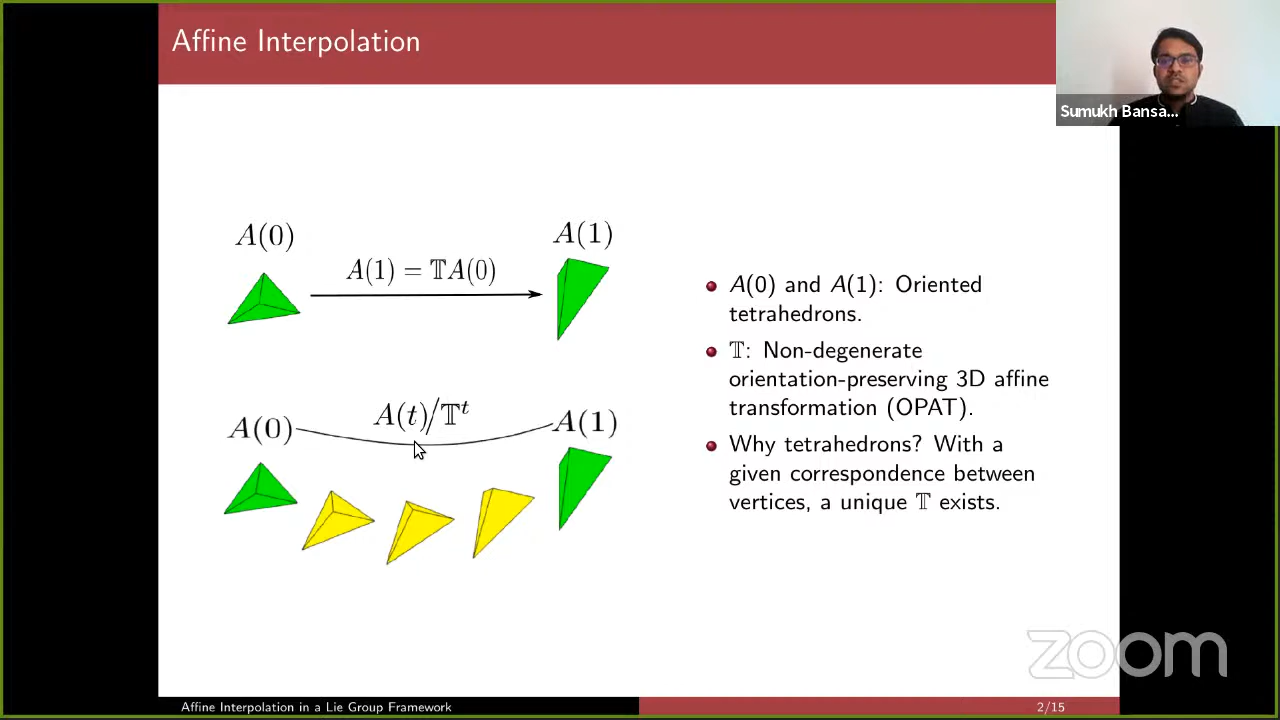 Affine Interpolation
Sumukh Bansa...
A(0)
A(1)
A(1) = 𝕋A(0)
A(0) and A(1): Oriented
tetrahedrons.
𝕋: Non-degenerate
orientation-preserving 3D affine
transformation (OPAT).
Why tetrahedrons? With a
given correspondence between
vertices, a unique 𝕋 exists.
A(0)
A(t)/𝕋^t
A(1)
zoom
Affine Interpolation in a Lie Group Framework
2/15